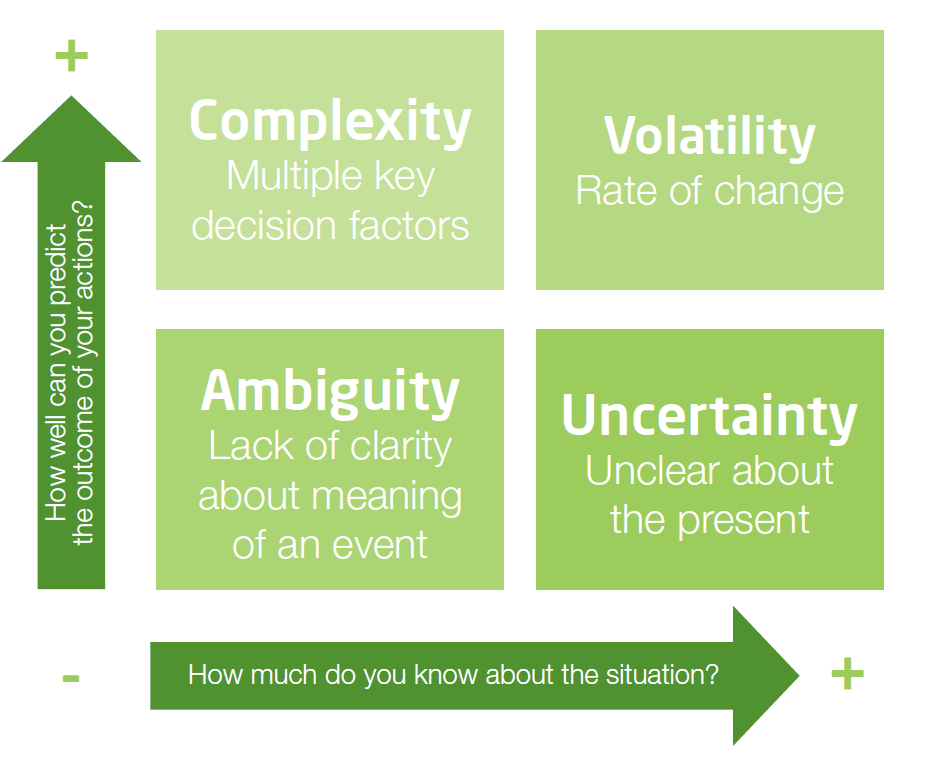 +
Complexity
Multiple key
decision factors
Volatility
Rate of change
How well can you predict
the outcome of your actions?
Ambiguity
Lack of clarity
about meaning
of an event
Uncertainty
Unclear about
the present
-
How much do you know about the situation?
+